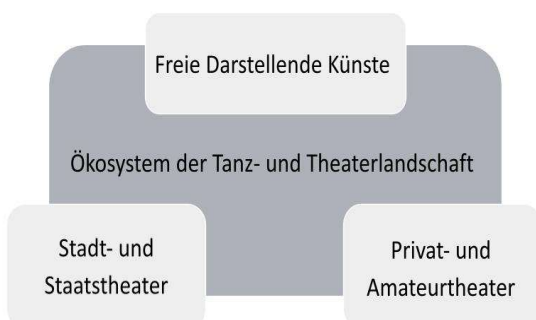 Freie Darstellende Künste
Ökosystem der Tanz- und Theaterlandschaft
Stadt- und
Staatstheater
Privat- und
Amateurtheater